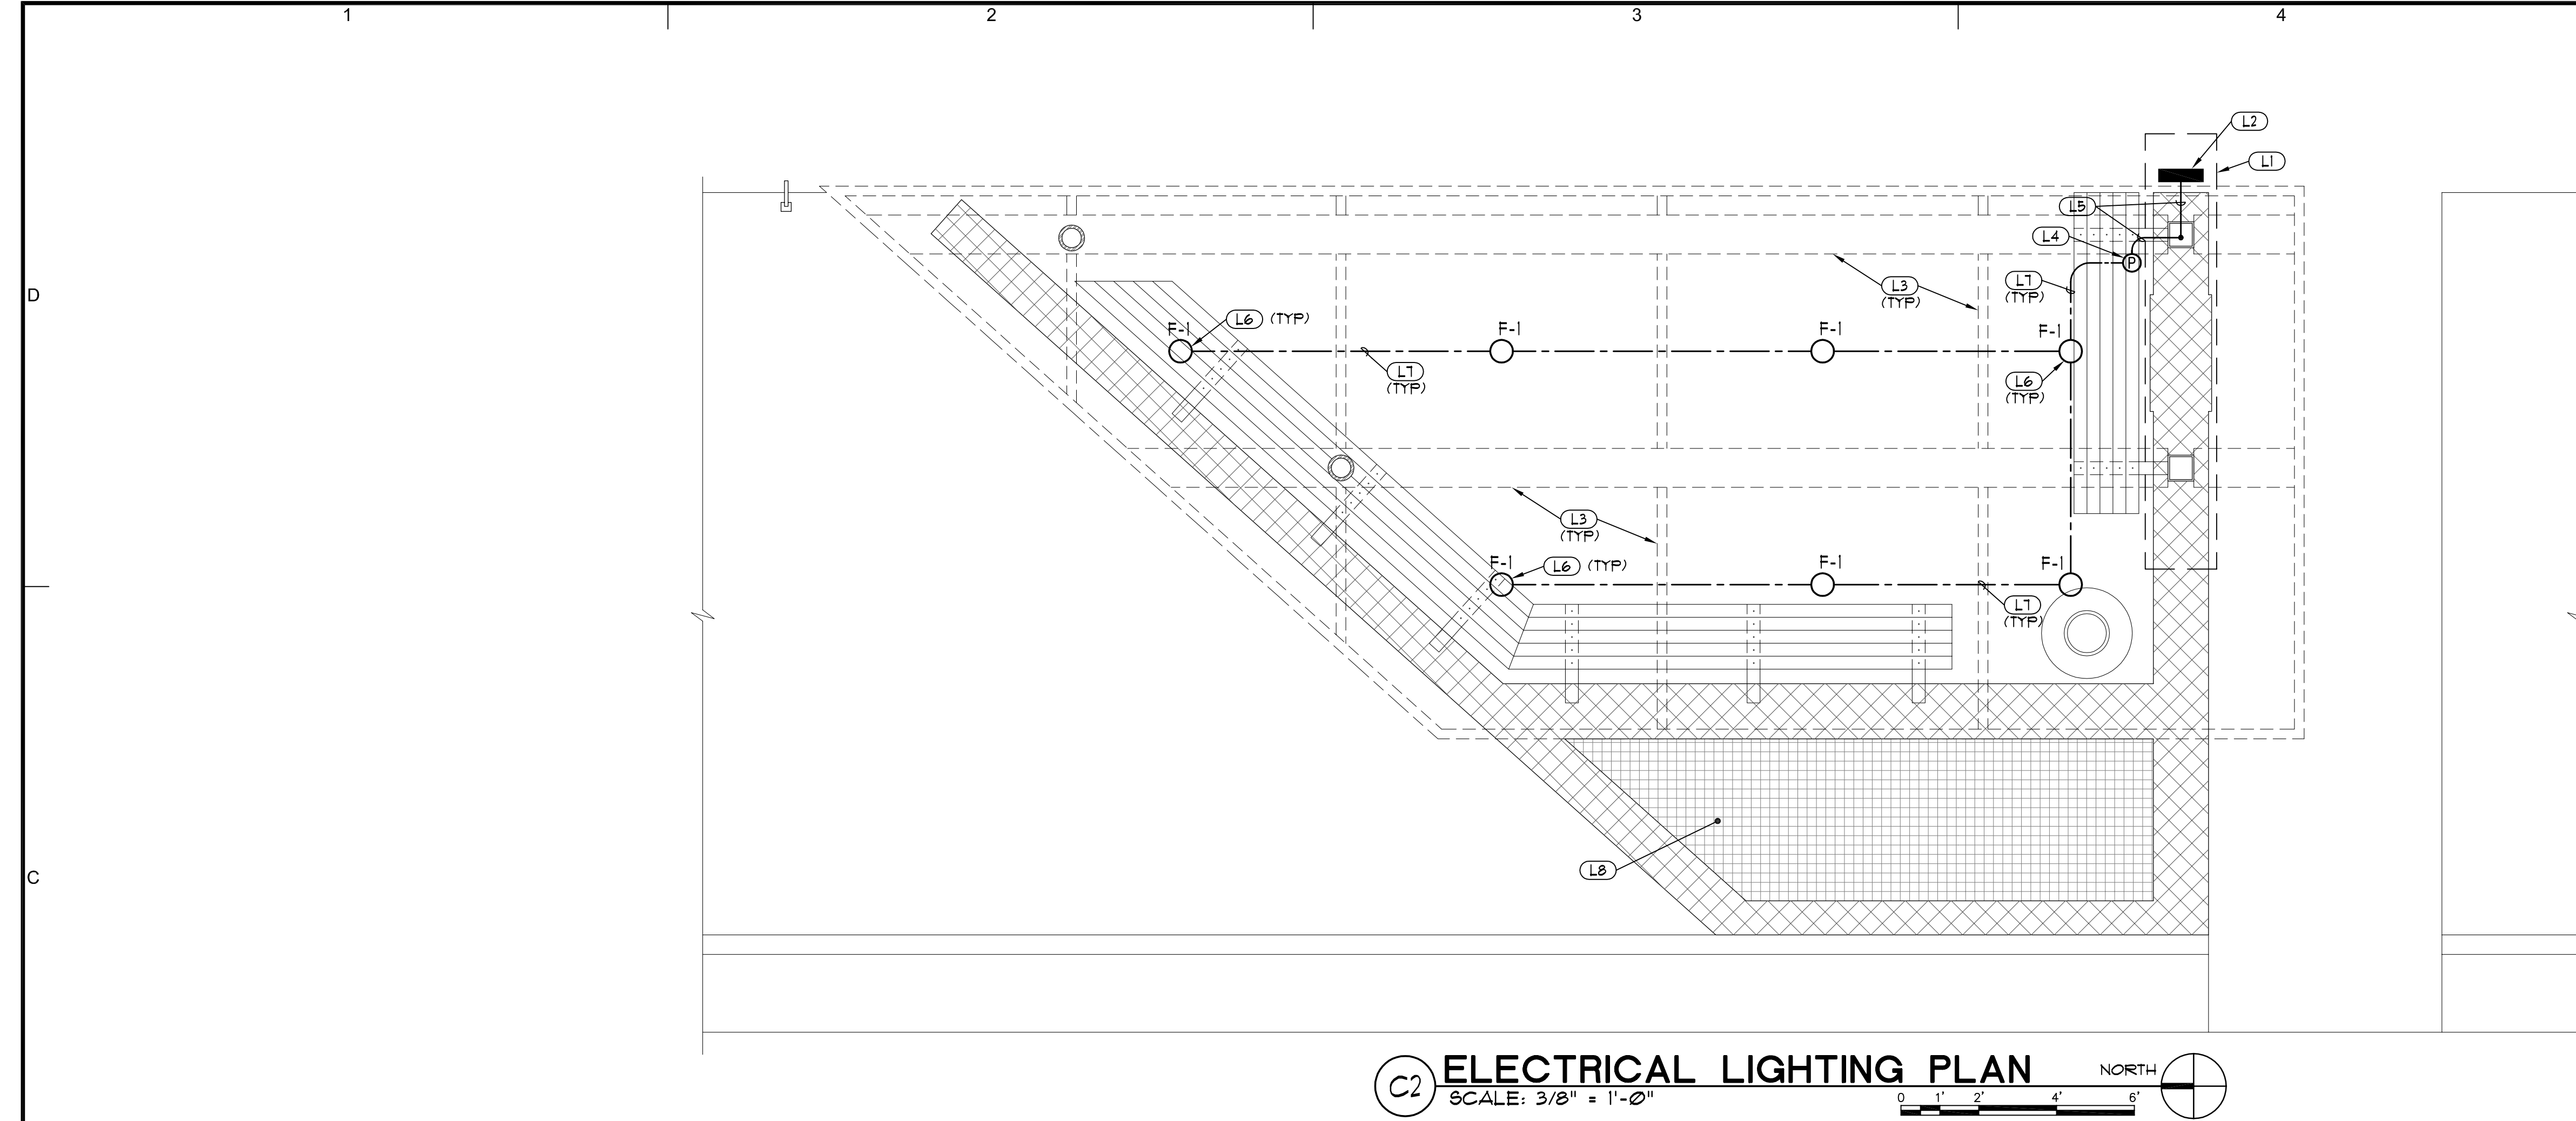 1 2 3 4
L2
L1
L5
L4
D
L3
(TYP)
L7
(TYP)
L6 (TYP)
F-1 F-1 F-1 F-1
L7
(TYP)
L6
(TYP)
L3
(TYP)
F-1 F-1 F-1
L6 (TYP)
L7
(TYP)
P
L8
C
C2
ELECTRICAL LIGHTING PLAN
SCALE: 3/8" = 1'-Ø"
NORTH
0 1' 2' 4' 6'